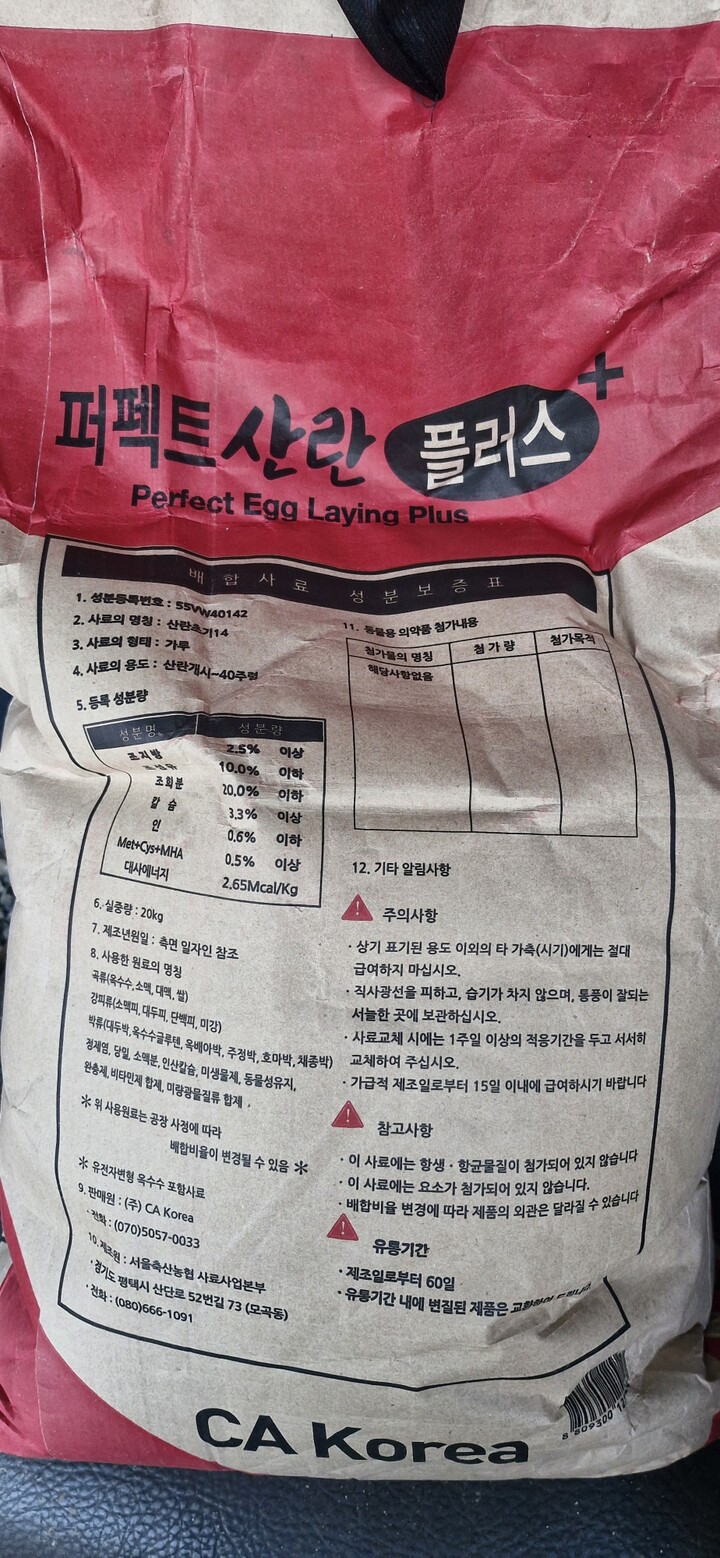 퍼펙트 산란 플러스+
Perfect Egg Laying Plus
배합사료 성분보증표
1. 성분등록번호 : 55VW40142
2. 사료의 명칭 : 산란초기14
3. 사료의 형태 : 가루
4. 사료의 용도 : 산란개시~40주령
5. 등록 성분량
성분명 성분량
조지방 2.5% 이상
10.0% 이하
조회분 20.0% 이하
칼슘 3.3% 이상
인 0.6% 이하
Met+Cys+MHA 0.5% 이상
대사에너지 2.65Mcal/Kg
6. 실중량 : 20kg
7. 제조년원일 : 측면 일자인 참조
8. 사용한 원료의 명칭
곡류(옥수수,소맥, 대맥, 쌀)
강피류(소맥피, 대두피, 단백피, 미강)
박류(대두박,옥수수글루텐, 옥배아박, 주정박, 호마박, 채종박)
정제염, 당밀, 소맥분, 인산칼슘, 미생물제, 동물성유지,
완충제, 비타민제 합제, 미량광물질류 합제 ,
※ 위 사용원료는 공장 사정에 따라
배합비율이 변경될 수 있음 ※
※ 유전자변형 옥수수 포함사료
9. 판매원 : (주) CA Korea
· 전화 : (070)5057-0033
10. 제조원 : 서울축산농협 사료사업본부
· 경기도 평택시 산단로 52번길 73 (모곡동)
· 전화 : (080)666-1091
11. 동물용 의약품 첨가내용
첨가물의 명칭 첨가량 첨가목적
해당사항없음
12. 기타 알림사항
주의사항
· 상기 표기된 용도 이외의 타 가축(시기)에게는 절대
급여하지 마십시오.
· 직사광선을 피하고, 습기가 차지 않으며, 통풍이 잘되는
서늘한 곳에 보관하십시오.
· 사료교체 시에는 1주일 이상의 적응기간을 두고 서서히
교체하여 주십시오.
· 가급적 제조일로부터 15일 이내에 급여하시기 바랍니다
참고사항
· 이 사료에는 항생 · 항균물질이 첨가되어 있지 않습니다
· 이 사료에는 요소가 첨가되어 있지 않습니다.
· 배합비율 변경에 따라 제품의 외관은 달라질 수 있습니다
유통기간
· 제조일로부터 60일
· 유통기간 내에 변질된 제품은 교환하여 드립니다.
CA Korea
8 809300